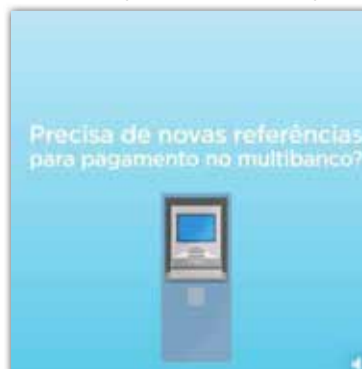 Precisa de novas referências
para pagamento no multibanco?